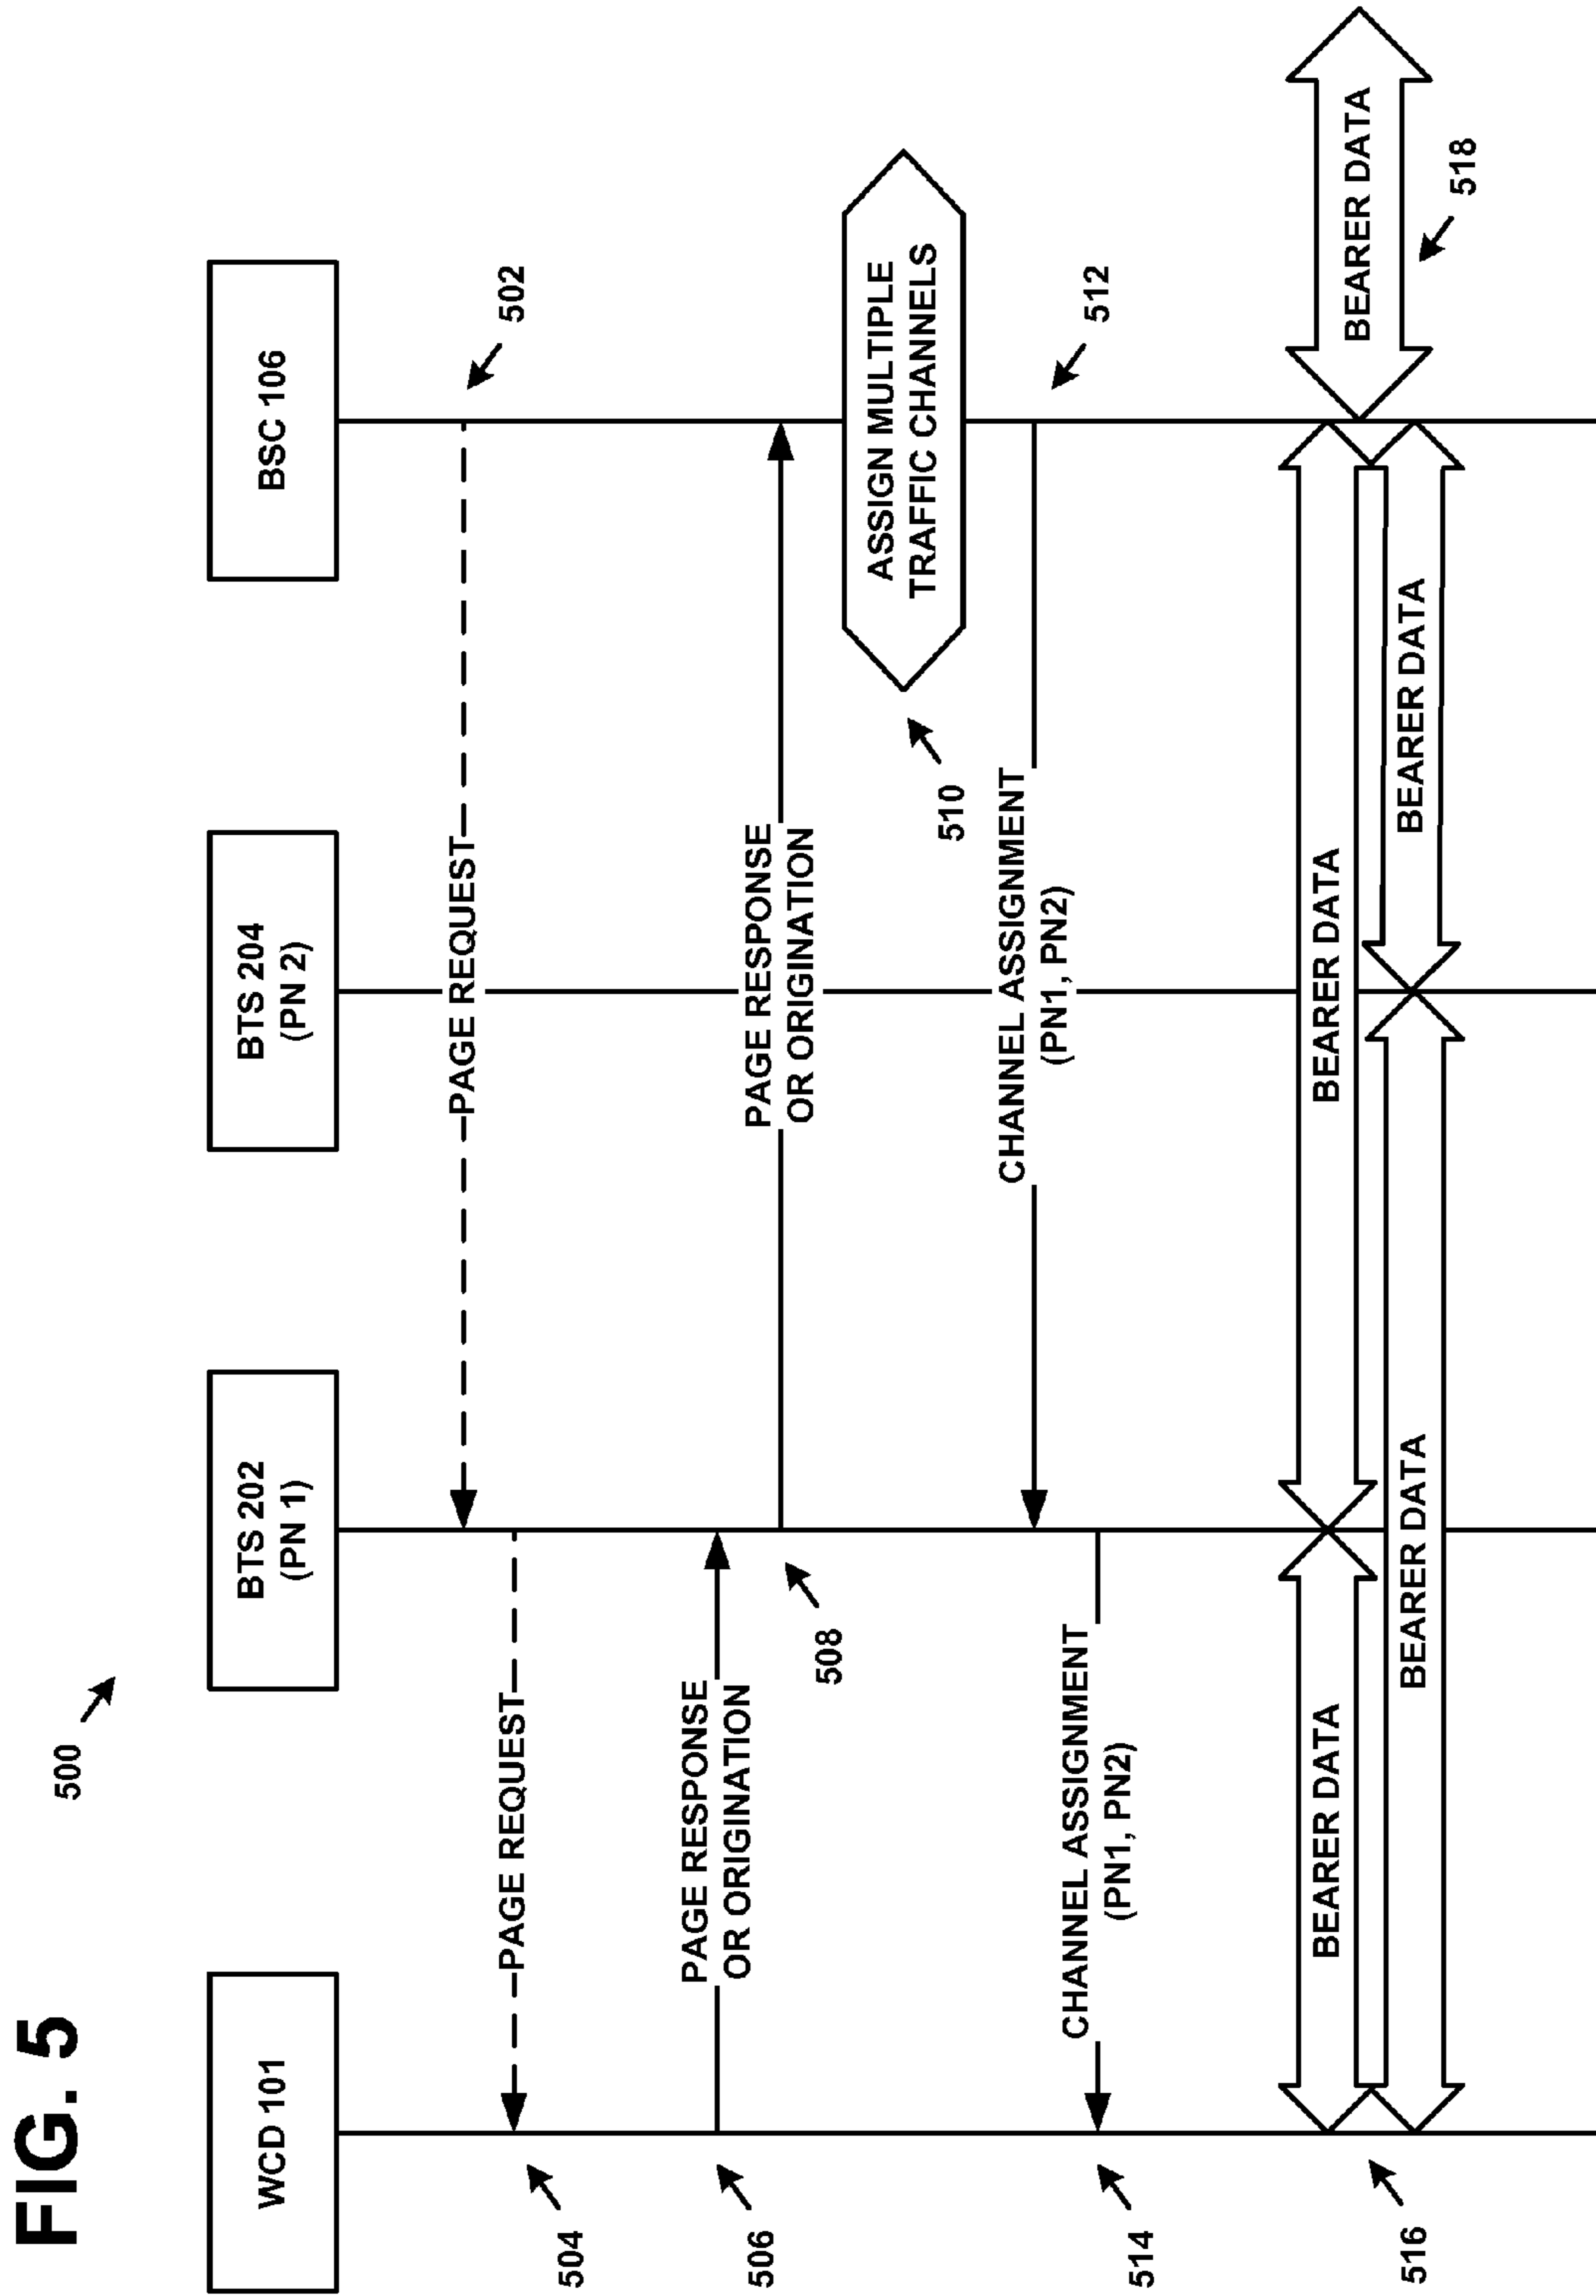 FIG. 5
500
WCD 101
BTS 202
(PN 1)
BTS 204
(PN 2)
BSC 106
PAGE REQUEST
502
504
PAGE REQUEST
506
PAGE RESPONSE
OR ORIGINATION
508
PAGE RESPONSE
OR ORIGINATION
510
ASSIGN MULTIPLE
TRAFFIC CHANNELS
CHANNEL ASSIGNMENT
(PN1, PN2)
512
514
CHANNEL ASSIGNMENT
(PN1, PN2)
BEARER DATA
BEARER DATA
BEARER DATA
516
BEARER DATA
BEARER DATA
518